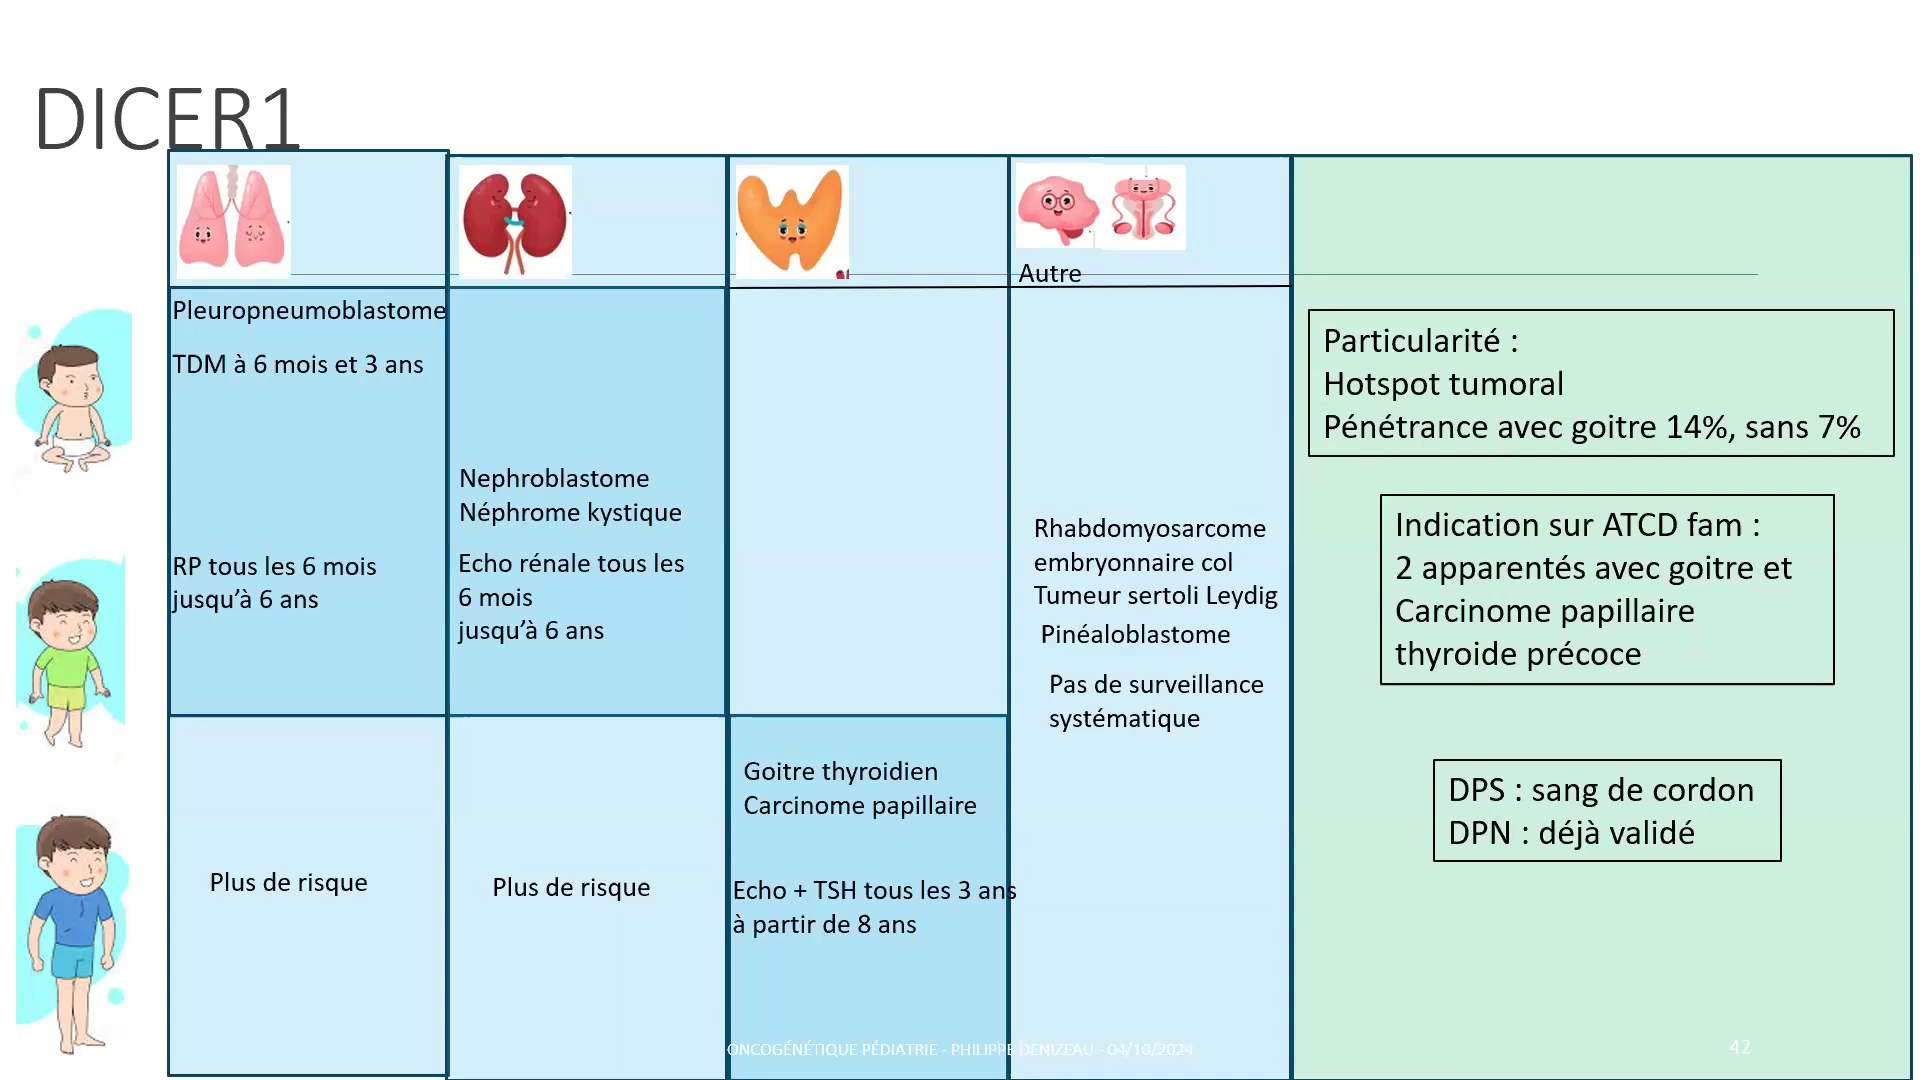 DICER1
Autre
Pleuropneumoblastome
TDM à 6 mois et 3 ans
RP tous les 6 mois
jusqu’à 6 ans
Plus de risque
Nephroblastome
Néphrome kystique
Echo rénale tous les
6 mois
jusqu’à 6 ans
Plus de risque
Goitre thyroidien
Carcinome papillaire
Echo + TSH tous les 3 ans
à partir de 8 ans
Rhabdomyosarcome
embryonnaire col
Tumeur sertoli Leydig
Pinéaloblastome
Pas de surveillance
systématique
Particularité :
Hotspot tumoral
Pénétrance avec goitre 14%, sans 7%
Indication sur ATCD fam :
2 apparentés avec goitre et
Carcinome papillaire
thyroide précoce
DPS : sang de cordon
DPN : déjà validé
ONCOGÉNÉTIQUE PÉDIATRIE - PHILIPPE DENIZEAU - 04/10/2024
42